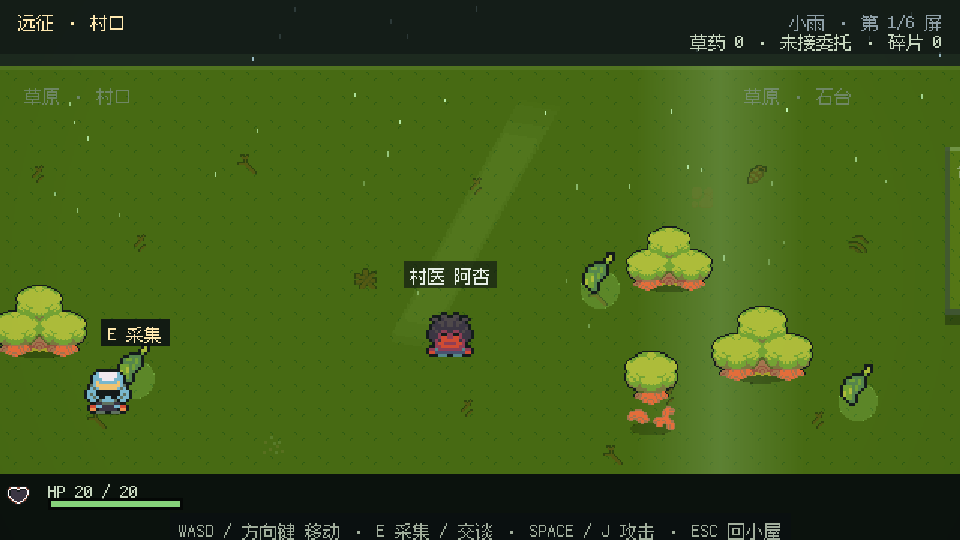 远征 · 村口
小雨 · 第 1/6 屏
草药 0 · 未接委托 · 碎片 0
草原 · 村口
草原 · 石台
村医 阿杏
E 采集
HP 20 / 20
WASD / 方向键 移动 · E 采集 / 交谈 · SPACE / J 攻击 · ESC 回小屋